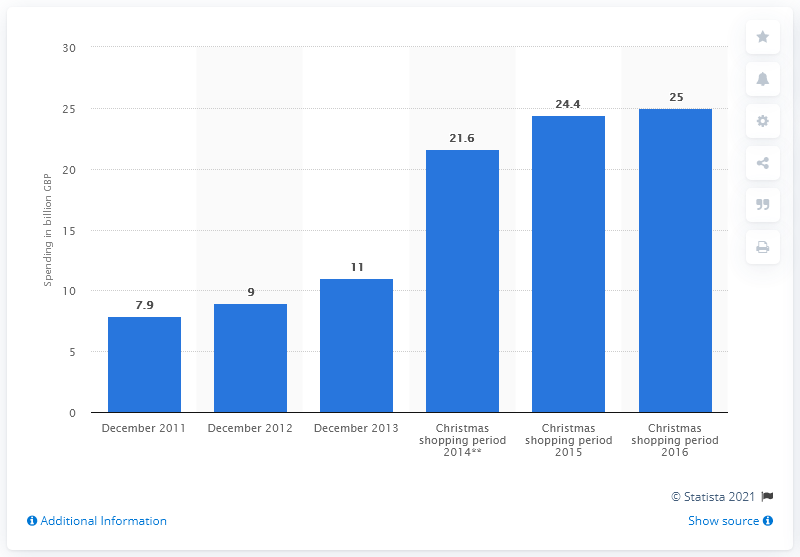 30
25
20
15
10
5
0
Spending in billion GBP
7.9
9
11
21.6
24.4
25
December 2011
December 2012
December 2013
Christmas
shopping period
2014**
Christmas
shopping period
2015
Christmas
shopping period
2016
© Statista 2021
Additional Information
Show source